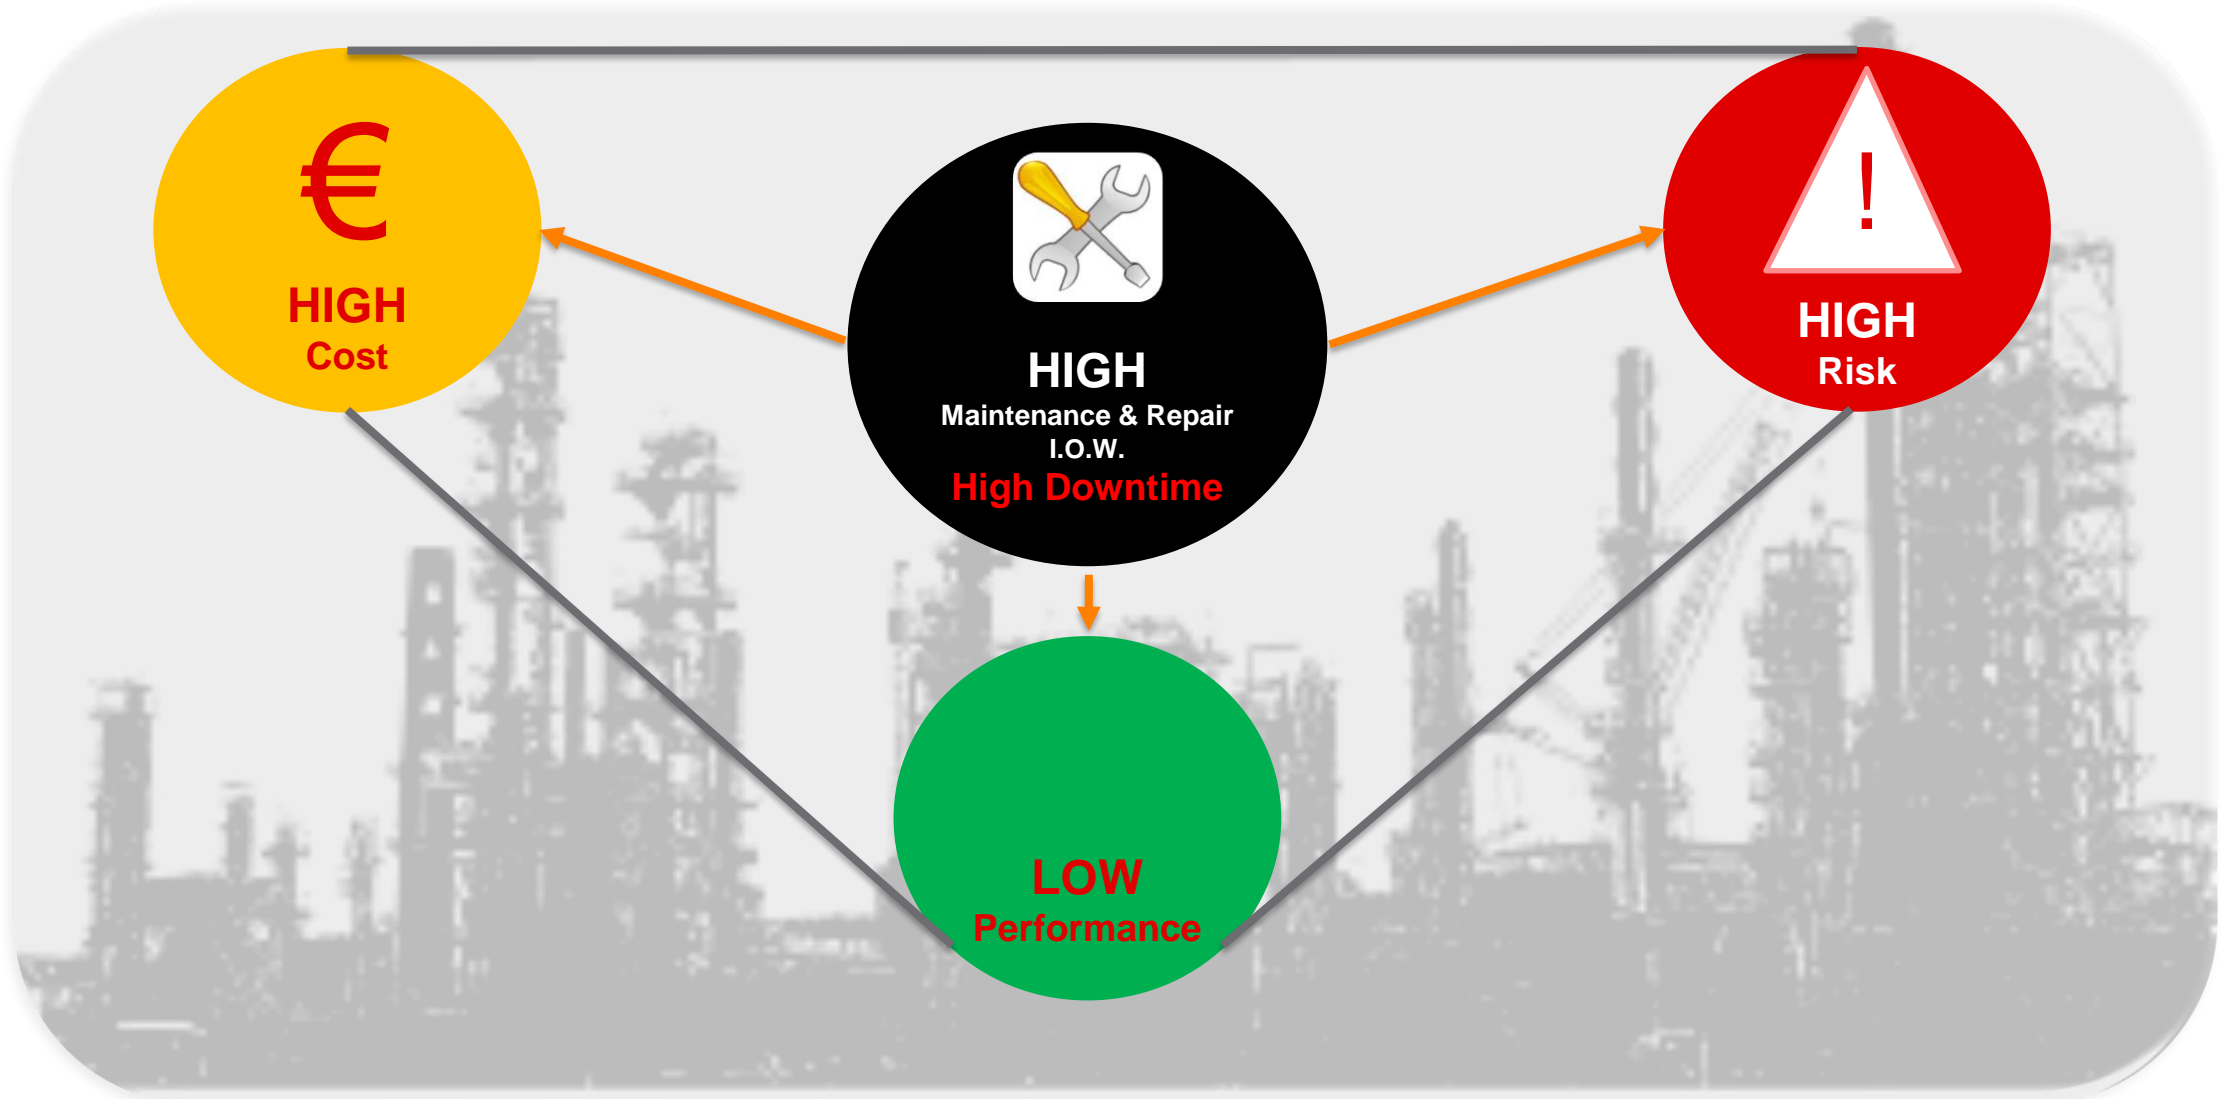 €
HIGH
Cost
HIGH
Maintenance & Repair
I.O.W.
High Downtime
!
HIGH
Risk
LOW
Performance